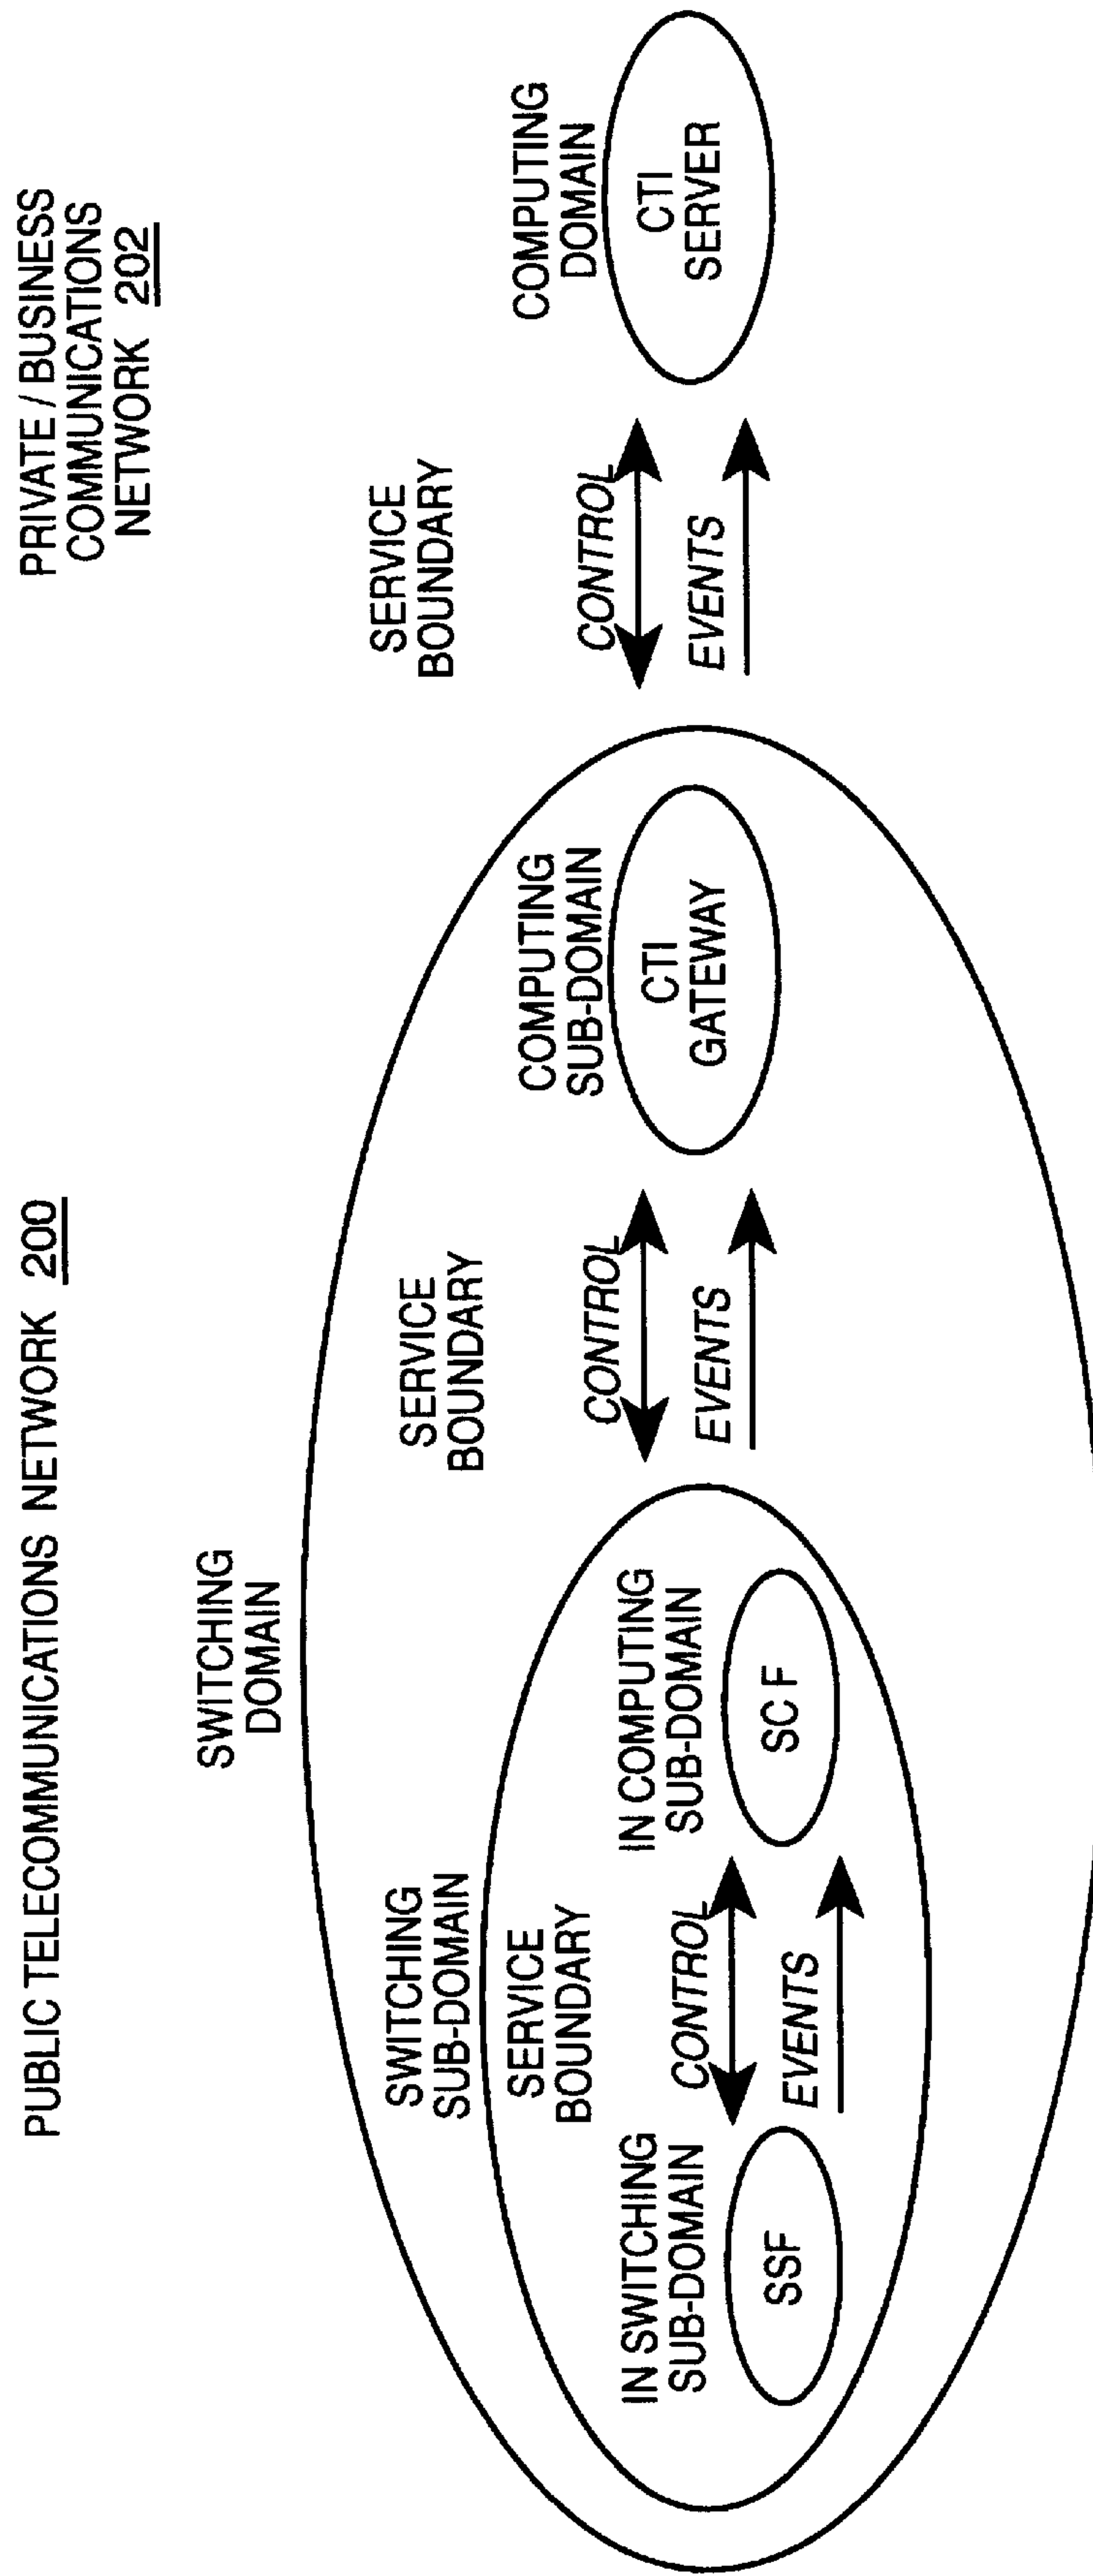 PUBLIC TELECOMMUNICATIONS NETWORK 200
PRIVATE / BUSINESS
COMMUNICATIONS
NETWORK 202
SWITCHING
DOMAIN
SWITCHING
SUB-DOMAIN
SERVICE
BOUNDARY
IN SWITCHING
SUB-DOMAIN
SSF
CONTROL
EVENTS
IN COMPUTING
SUB-DOMAIN
SC F
SERVICE
BOUNDARY
CONTROL
EVENTS
COMPUTING
SUB-DOMAIN
CTI
GATEWAY
SERVICE
BOUNDARY
CONTROL
EVENTS
COMPUTING
DOMAIN
CTI
SERVER